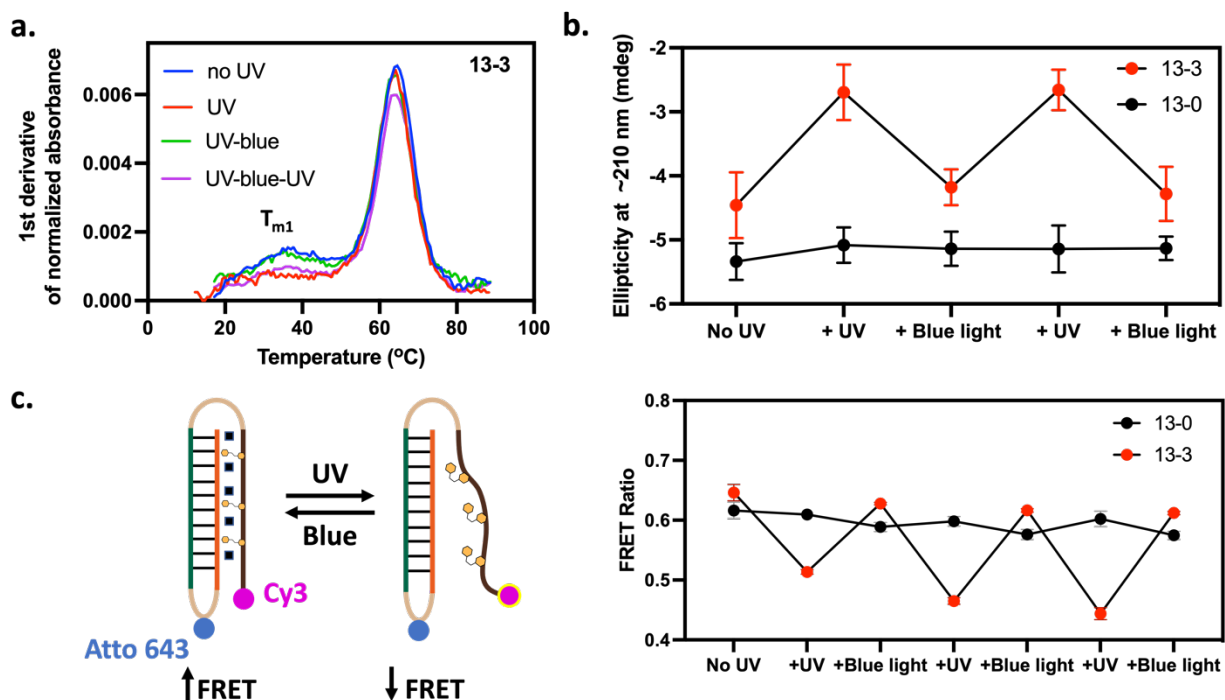 a.
1st derivative
of normalized absorbance
0.006
0.004
0.002
0.000
no UV
UV
UV-blue
UV-blue-UV
13-3
Tm1
0
20
40
60
80
100
Temperature (oC)
b.
Ellipticity at ~210 nm (mdeg)
-2
-3
-4
-5
-6
13-3
13-0
No UV
+ UV
+ Blue light
+ UV
+ Blue light
c.
UV
Blue
Cy3
Atto 643
FRET
FRET
FRET Ratio
0.8
0.7
0.6
0.5
0.4
13-0
13-3
No UV
+UV
+Blue light
+UV
+Blue light
+UV
+Blue light